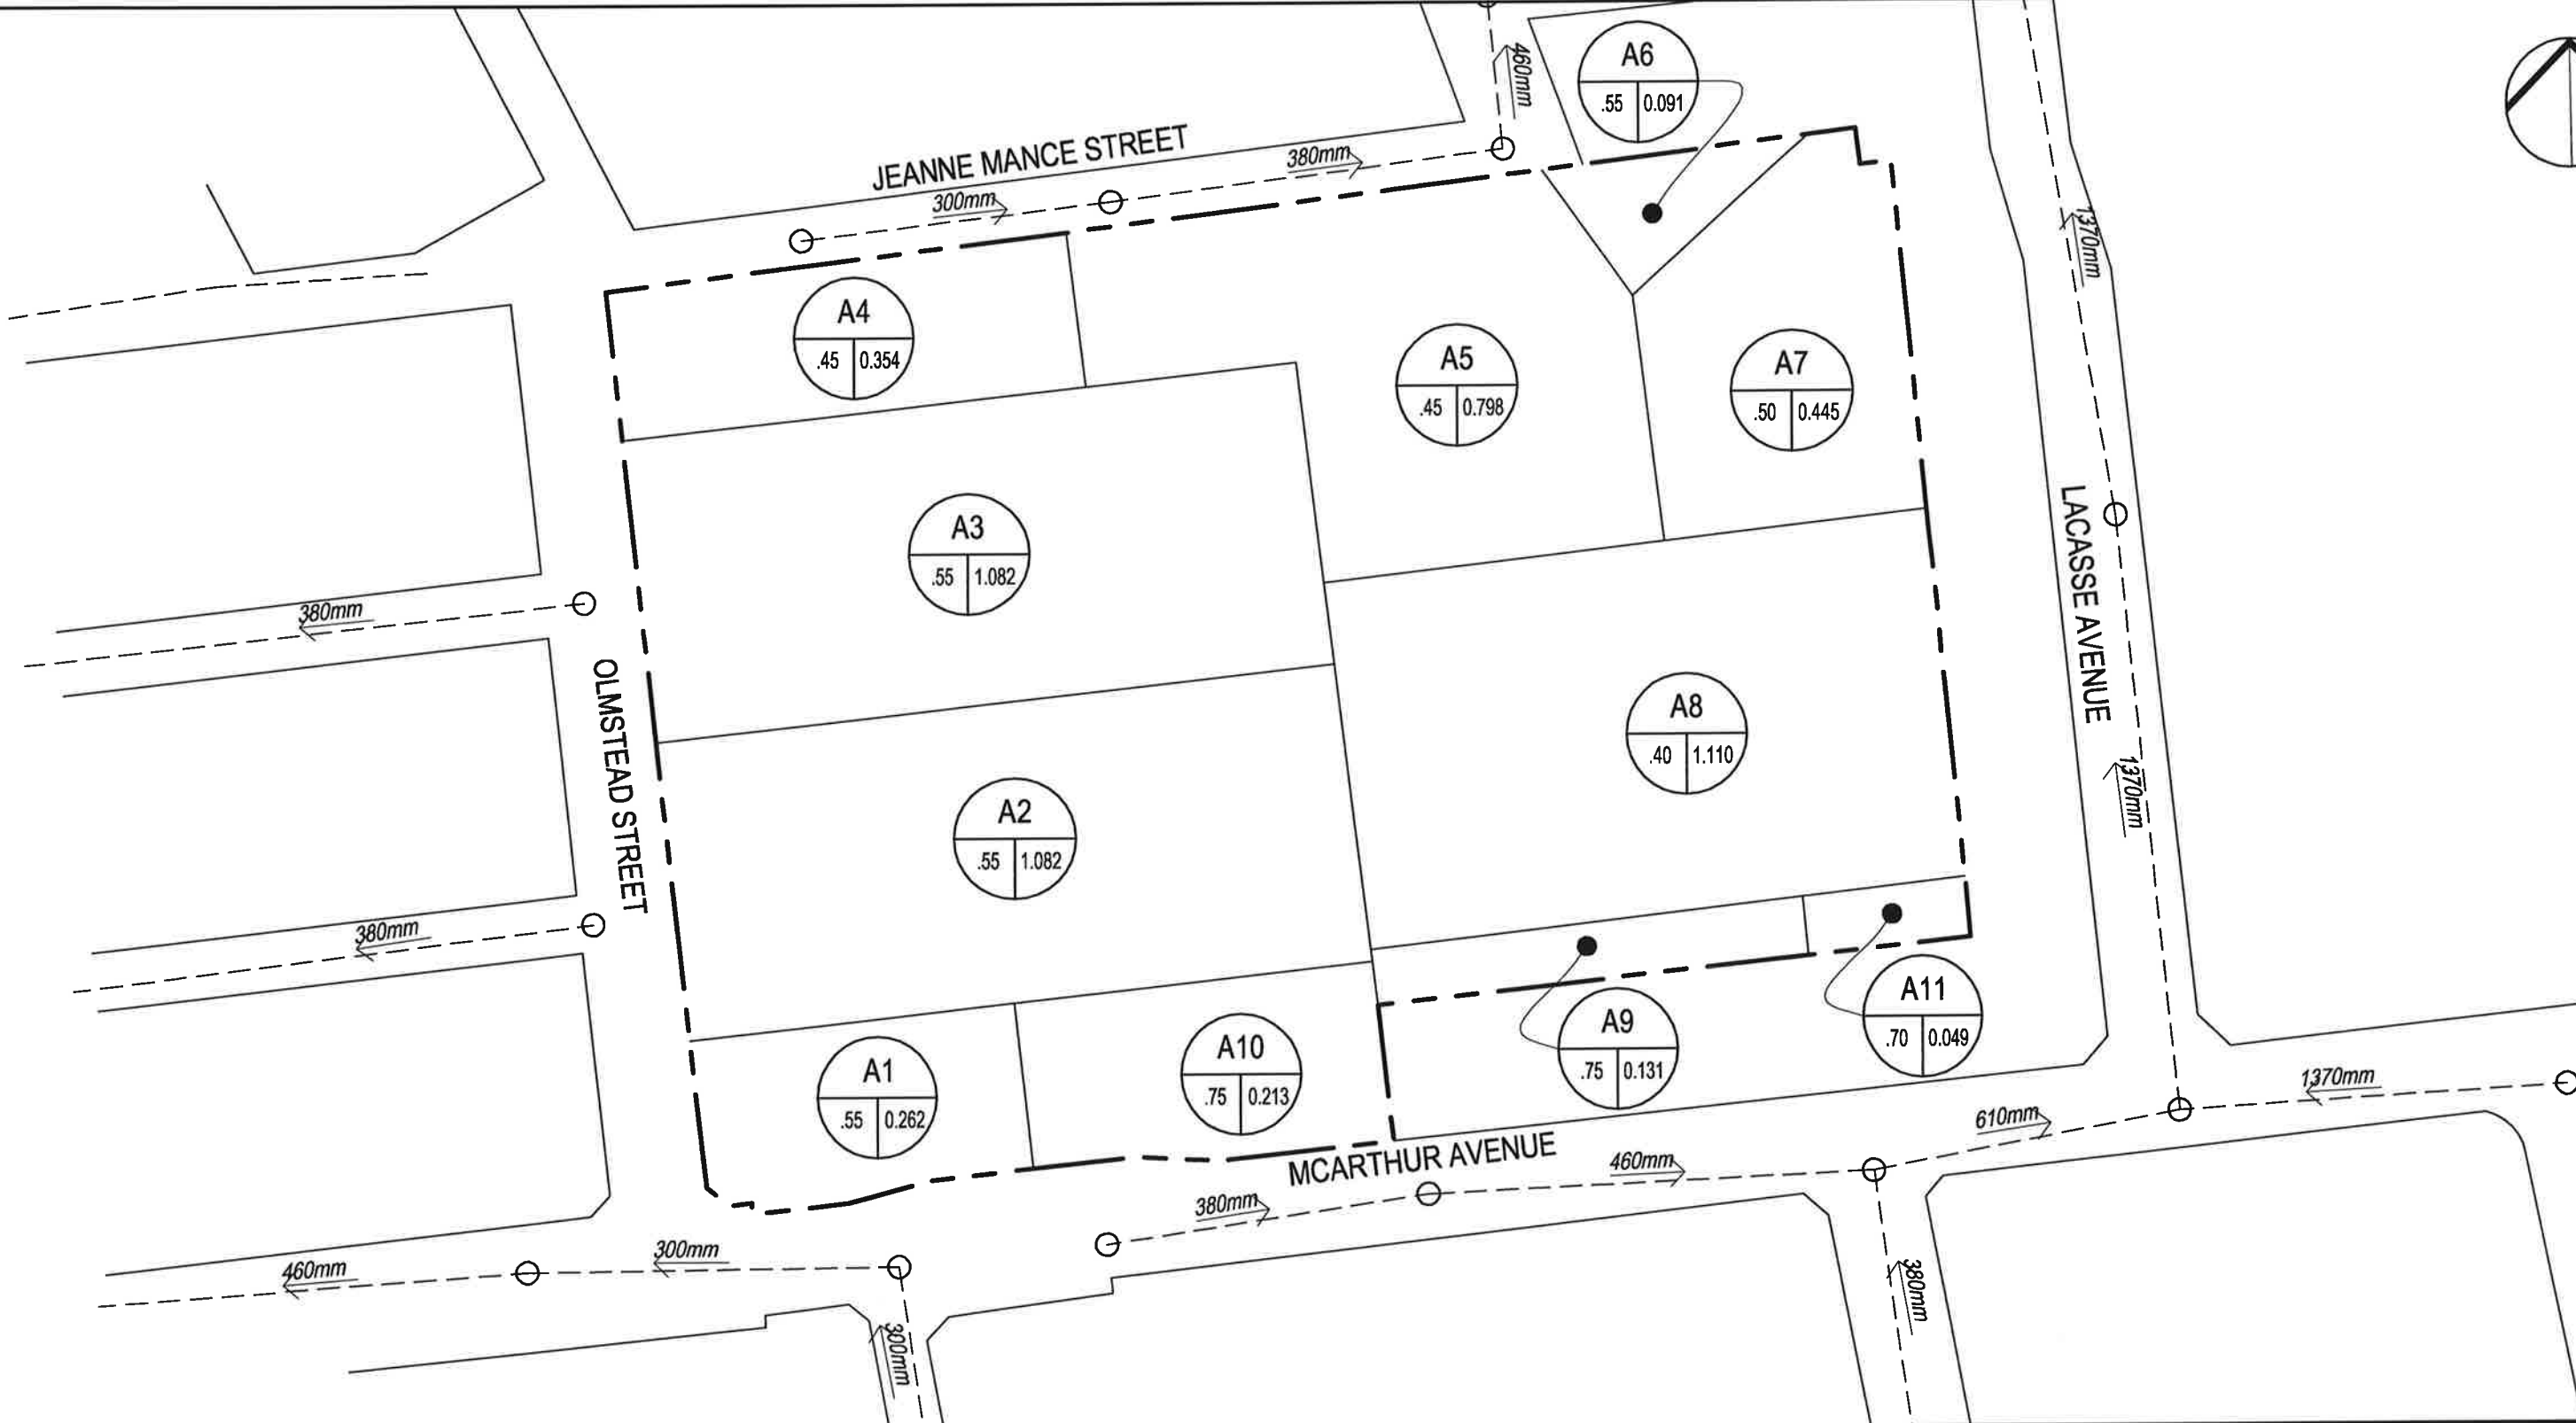 460mm
A6
.55 0.091
JEANNE MANCE STREET
380mm
300mm
1370mm
A4
.45 0.354
A5
.45 0.798
A7
.50 0.445
A3
.55 1.082
LACASSE AVENUE
380mm
OLMSTEAD STREET
A8
.40 1.110
A2
.55 1.082
1370mm
380mm
A9
.75 0.131
A11
.70 0.049
A1
.55 0.262
A10
.75 0.213
1370mm
610mm
MCARTHUR AVENUE
460mm
380mm
300mm
460mm
380mm
300mm